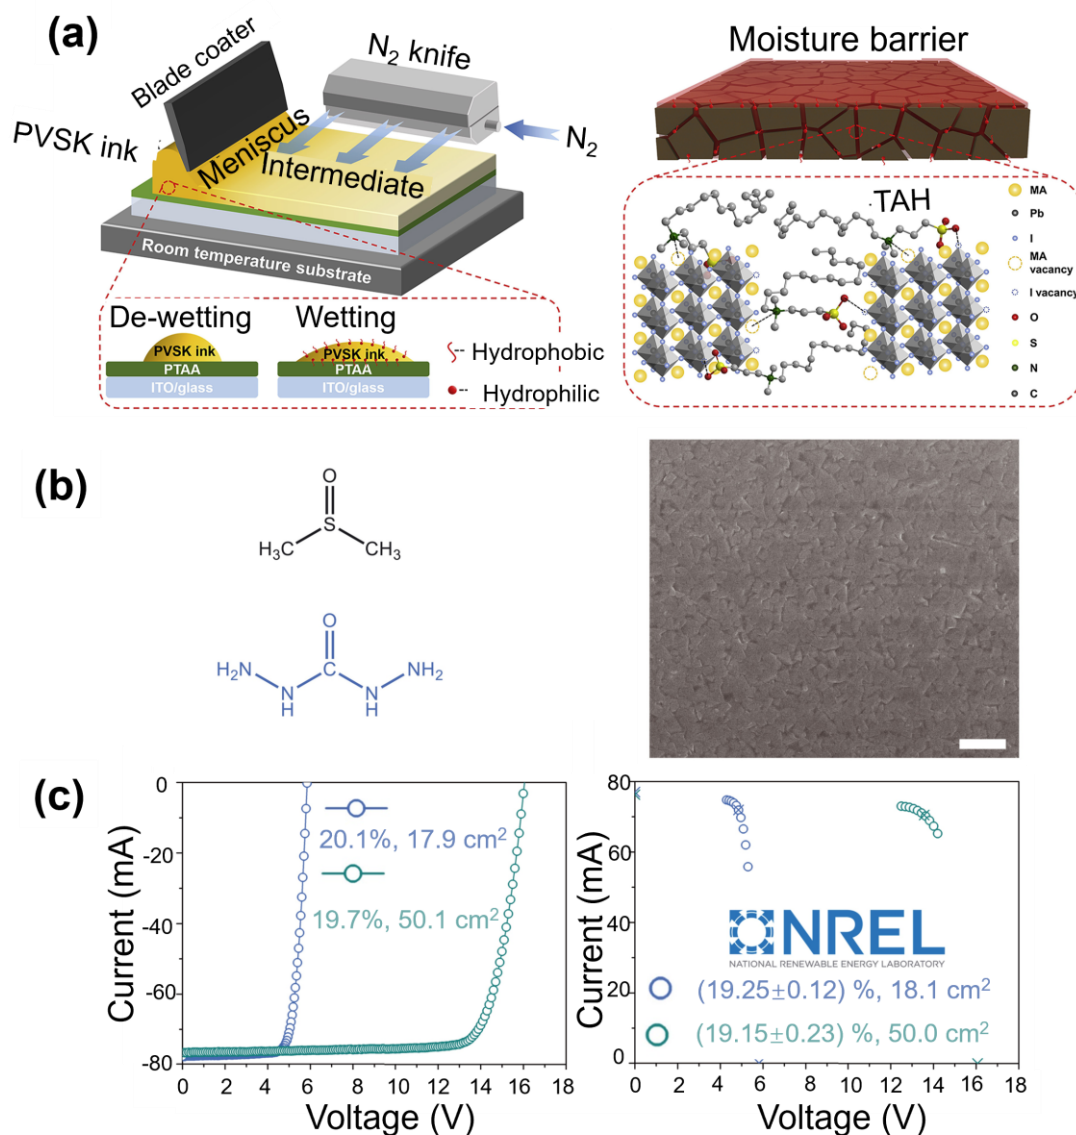 (a)
Blade coater
N₂ knife
PVSK ink
Meniscus
Intermediate
N₂
Room temperature substrate
De-wetting
Wetting
PVSK ink
PVSK ink
PTAA
PTAA
ITO/glass
ITO/glass
Hydrophobic
Hydrophilic
Moisture barrier
TAH
MA
Pb
I
MA
vacancy
I vacancy
O
S
N
C
(b)
O
S
H₃C
CH₃
O
H₂N
C
NH₂
N
H
N
H
(c)
0
-20
-40
-60
-80
Current (mA)
20.1%, 17.9 cm²
19.7%, 50.1 cm²
0 2 4 6 8 10 12 14 16 18
Voltage (V)
80
60
40
20
0
Current (mA)
NREL
NATIONAL RENEWABLE ENERGY LABORATORY
(19.25±0.12) %, 18.1 cm²
(19.15±0.23) %, 50.0 cm²
0 2 4 6 8 10 12 14 16 18
Voltage (V)